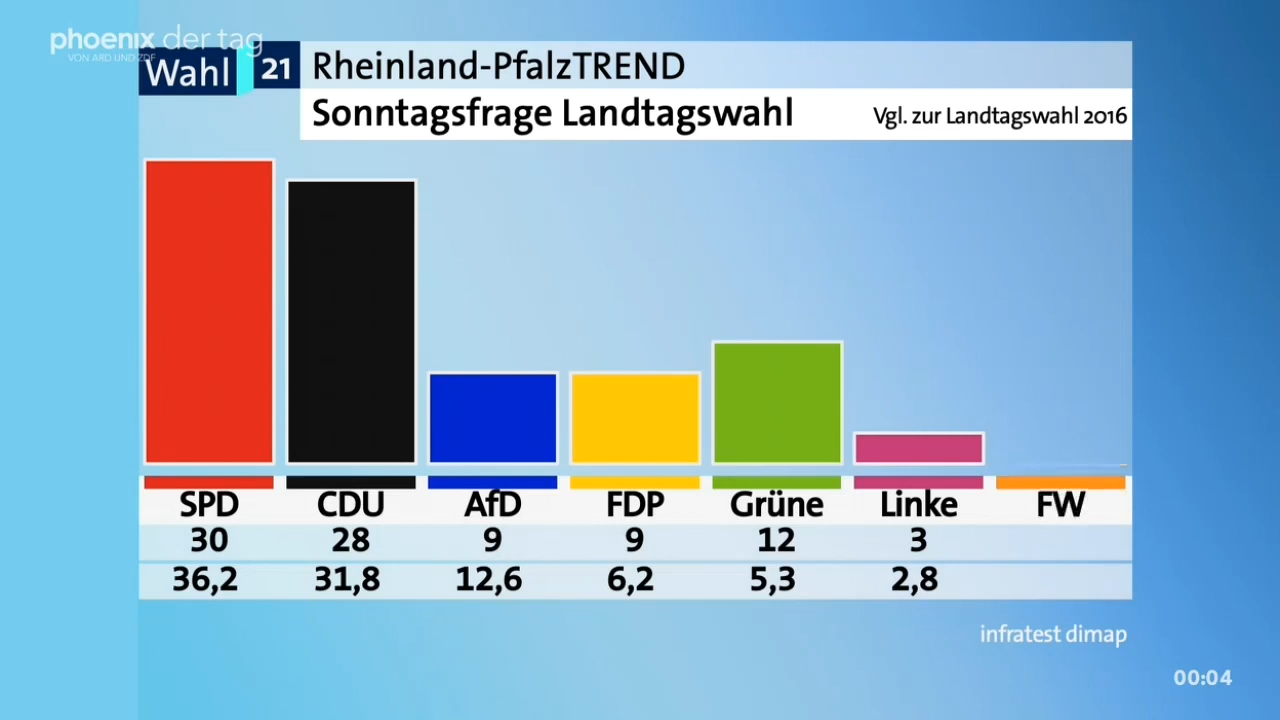 phoenix der tag
VON ARD UND ZDF
Wahl 21
Rheinland-PfalzTREND
Sonntagsfrage Landtagswahl
Vgl. zur Landtagswahl 2016
SPD CDU AfD FDP Grüne Linke FW
30 28 9 9 12 3
36,2 31,8 12,6 6,2 5,3 2,8
infratest dimap
00:04